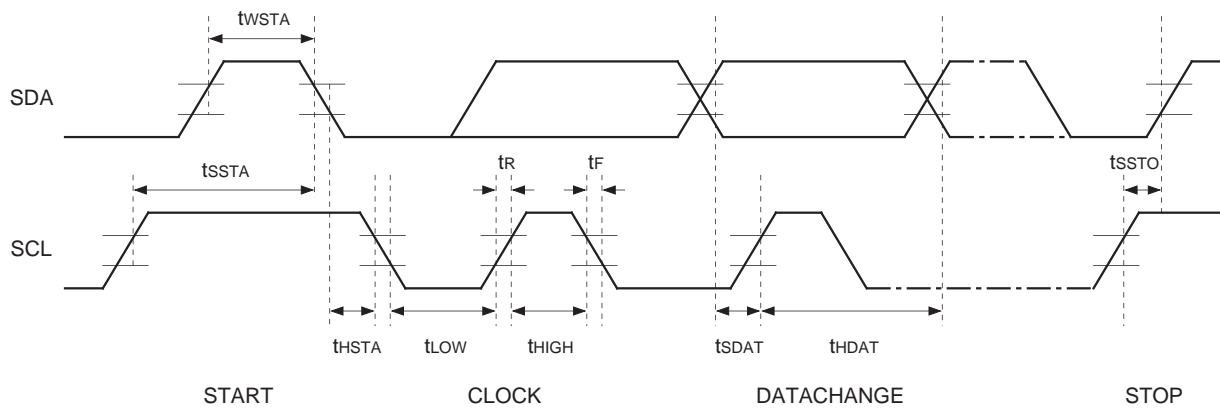 tWSTA
SDA
tSSTA
tR
tF
tSSTO
SCL
tHSTA
tLOW
tHIGH
tSDAT
tHDAT
START
CLOCK
DATACHANGE
STOP